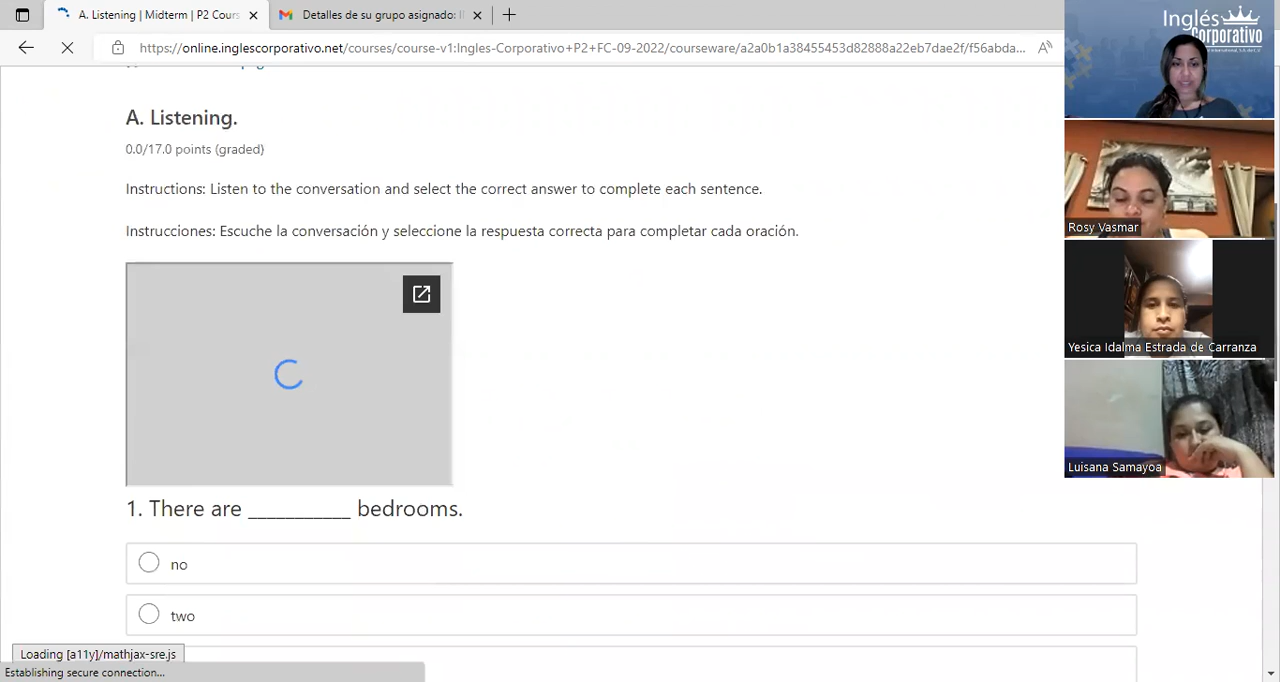 A. Listening | Midterm | P2 Cours
Detalles de su grupo asignado: I
https://online.inglescorporativo.net/courses/course-v1:Ingles-Corporativo+P2+FC-09-2022/courseware/a2a0b1a38455453d82888a22eb7dae2f/f56abda...
A. Listening.
0.0/17.0 points (graded)
Instructions: Listen to the conversation and select the correct answer to complete each sentence.
Instrucciones: Escuche la conversación y seleccione la respuesta correcta para completar cada oración.
1. There are ___________ bedrooms.
no
two
Loading [a11y]/mathjax-sre.js
Establishing secure connection...
Inglés
Corporativo
Rosy Vasmar
Yesica Idalma Estrada de Carranza
Luisana Samayoa